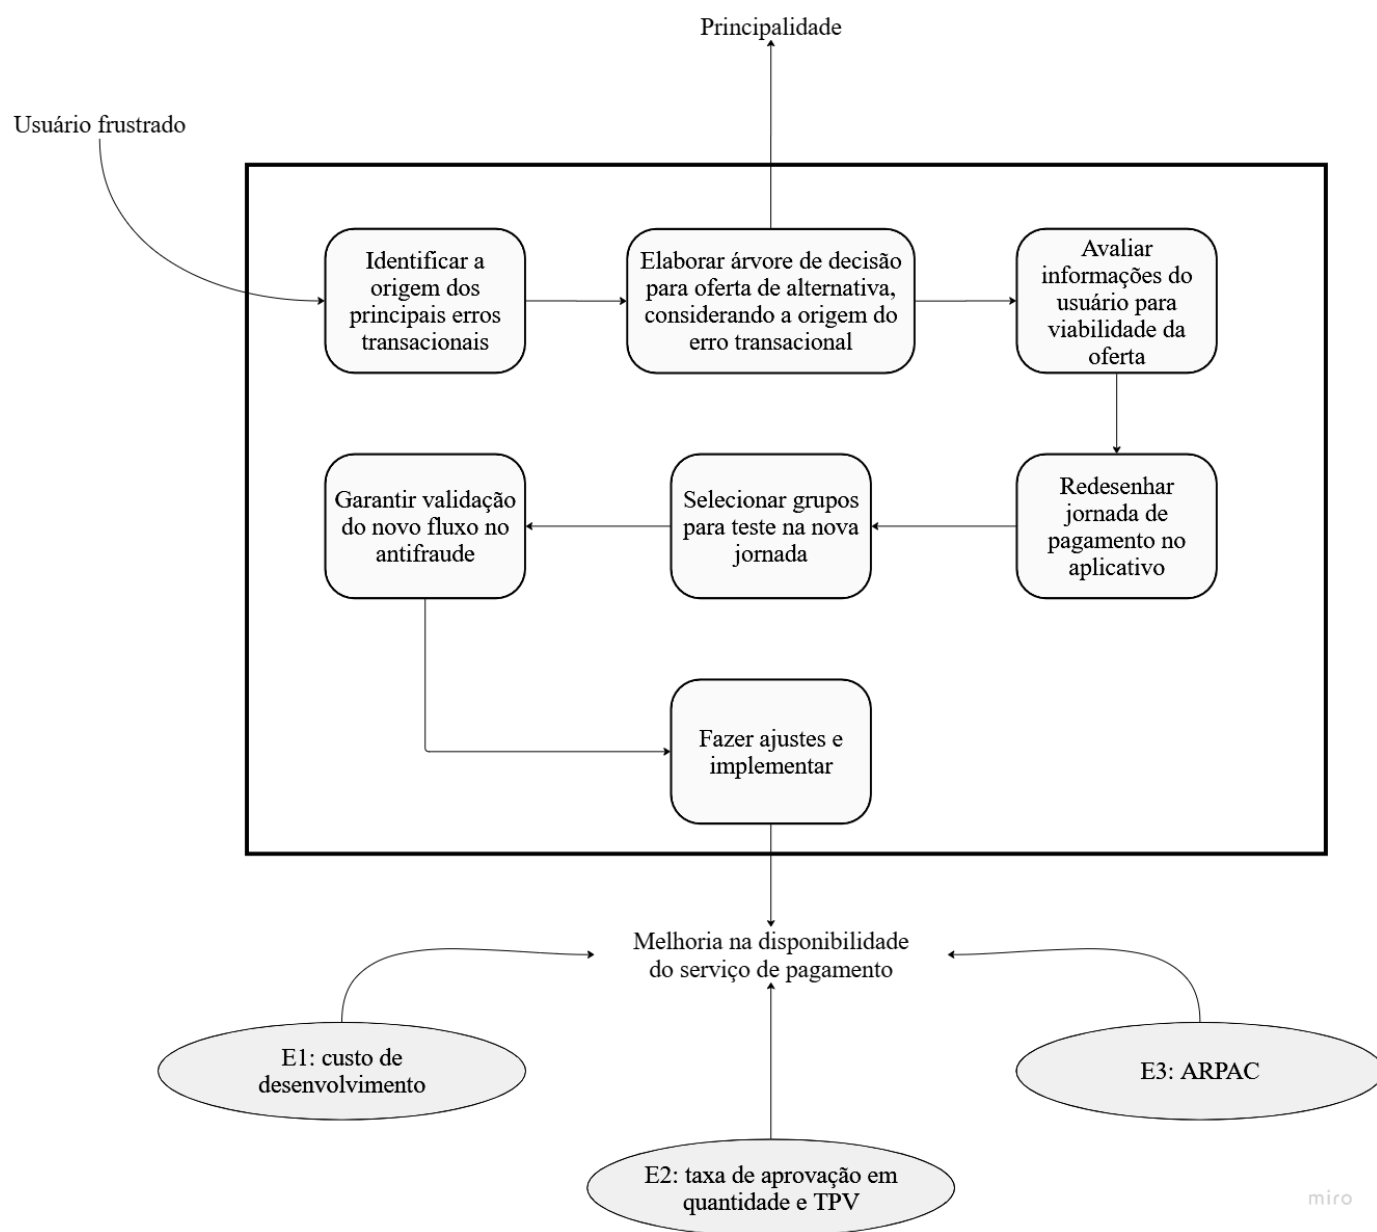 Principalidade
Usuário frustrado
Identificar a
origem dos
principais erros
transacionais
Elaborar árvore de decisão
para oferta de alternativa,
considerando a origem do
erro transacional
Avaliar
informações do
usuário para
viabilidade da
oferta
Redesenhar
jornada de
pagamento no
aplicativo
Selecionar grupos
para teste na nova
jornada
Garantir validação
do novo fluxo no
antifraude
Fazer ajustes e
implementar
Melhoria na disponibilidade
do serviço de pagamento
E1: custo de
desenvolvimento
E2: taxa de aprovação em
quantidade e TPV
E3: ARPAC
miro